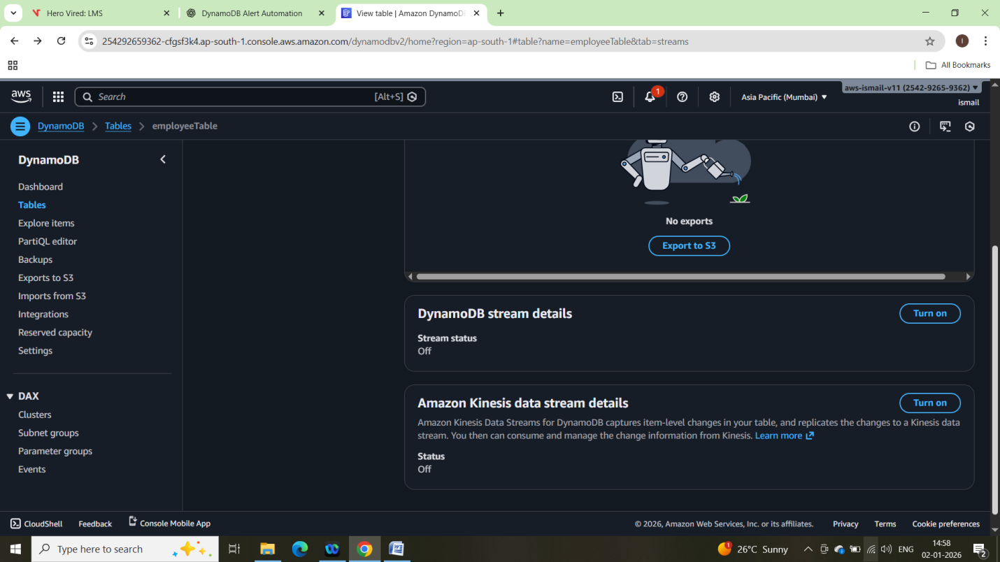 Hero Vired: LMS
DynamoDB Alert Automation
View table | Amazon DynamoD
254292659362-cfgsf3k4.ap-south-1.console.aws.amazon.com/dynamodbv2/home?region=ap-south-1#table?name=employeeTable&tab=streams
I
All Bookmarks
aws
Search
[Alt+S]
1
Asia Pacific (Mumbai)
aws-ismail-v11 (2542-9265-9362)
ismail
DynamoDB
Tables
employeeTable
DynamoDB
Dashboard
Tables
Explore items
PartiQL editor
Backups
Exports to S3
Imports from S3
Integrations
Reserved capacity
Settings
DAX
Clusters
Subnet groups
Parameter groups
Events
No exports
Export to S3
DynamoDB stream details
Turn on
Stream status
Off
Amazon Kinesis data stream details
Turn on
Amazon Kinesis Data Streams for DynamoDB captures item-level changes in your table, and replicates the changes to a Kinesis data
stream. You then can consume and manage the change information from Kinesis. Learn more
Status
Off
CloudShell
Feedback
Console Mobile App
© 2026, Amazon Web Services, Inc. or its affiliates.
Privacy
Terms
Cookie preferences
Type here to search
1
26°C Sunny
ENG
14:58
02-01-2026
2